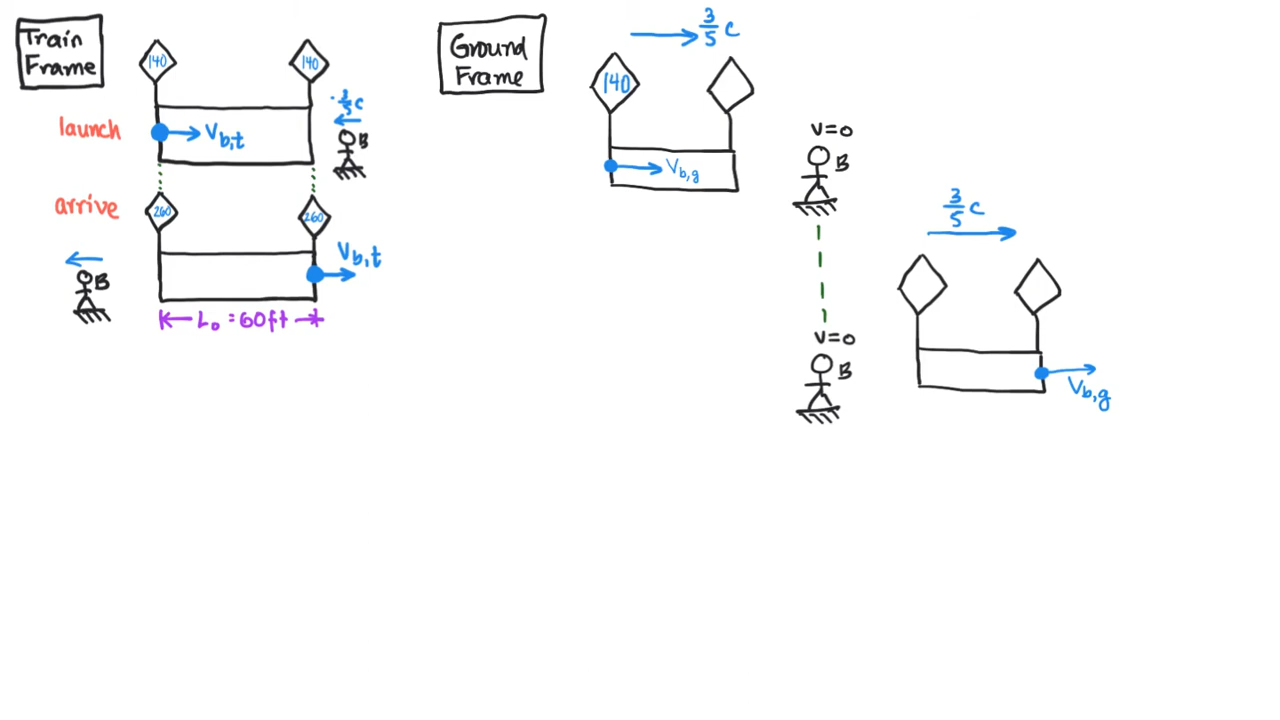 Train
Frame
140
140
launch
V b,t
3/5 c
B
arrive
260
260
V b,t
B
L₀ = 60ft
Ground
Frame
3/5 c
140
V b,g
v=0
B
3/5 c
v=0
B
V b,g